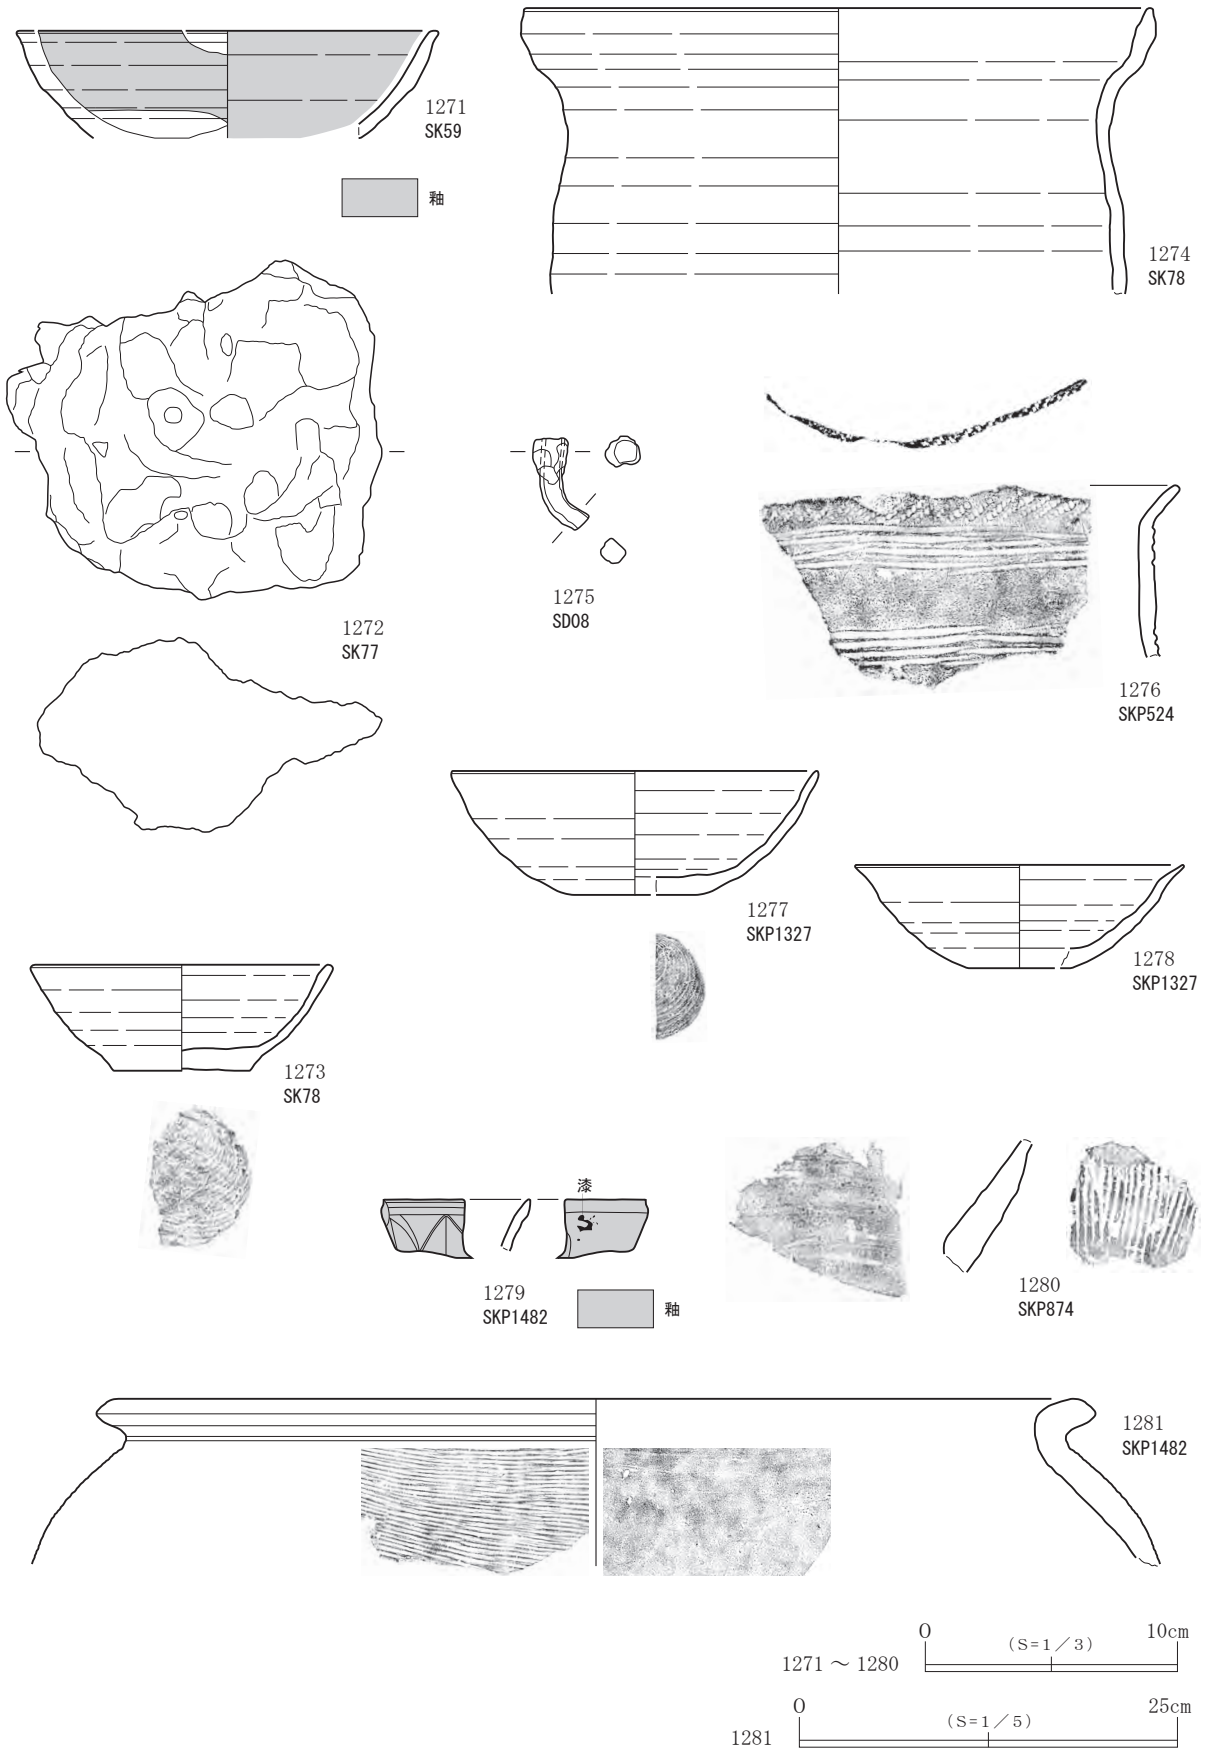 1271
SK59
釉
1274
SK78
1272
SK77
1275
SD08
1276
SKP524
1277
SKP1327
1278
SKP1327
1273
SK78
漆
1279
SKP1482
釉
1280
SKP874
1281
SKP1482
0 (S=1／3) 10cm
1271 ～ 1280
0 (S=1／5) 25cm
1281